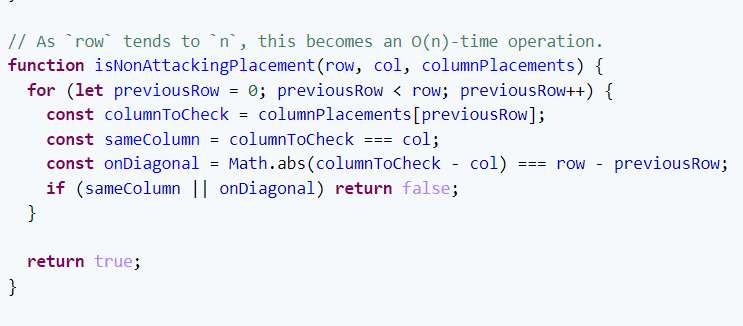 // As `row` tends to `n`, this becomes an O(n)-time operation.
function isNonAttackingPlacement(row, col, columnPlacements) {
  for (let previousRow = 0; previousRow < row; previousRow++) {
    const columnToCheck = columnPlacements[previousRow];
    const sameColumn = columnToCheck === col;
    const onDiagonal = Math.abs(columnToCheck - col) === row - previousRow;
    if (sameColumn || onDiagonal) return false;
  }

  return true;
}